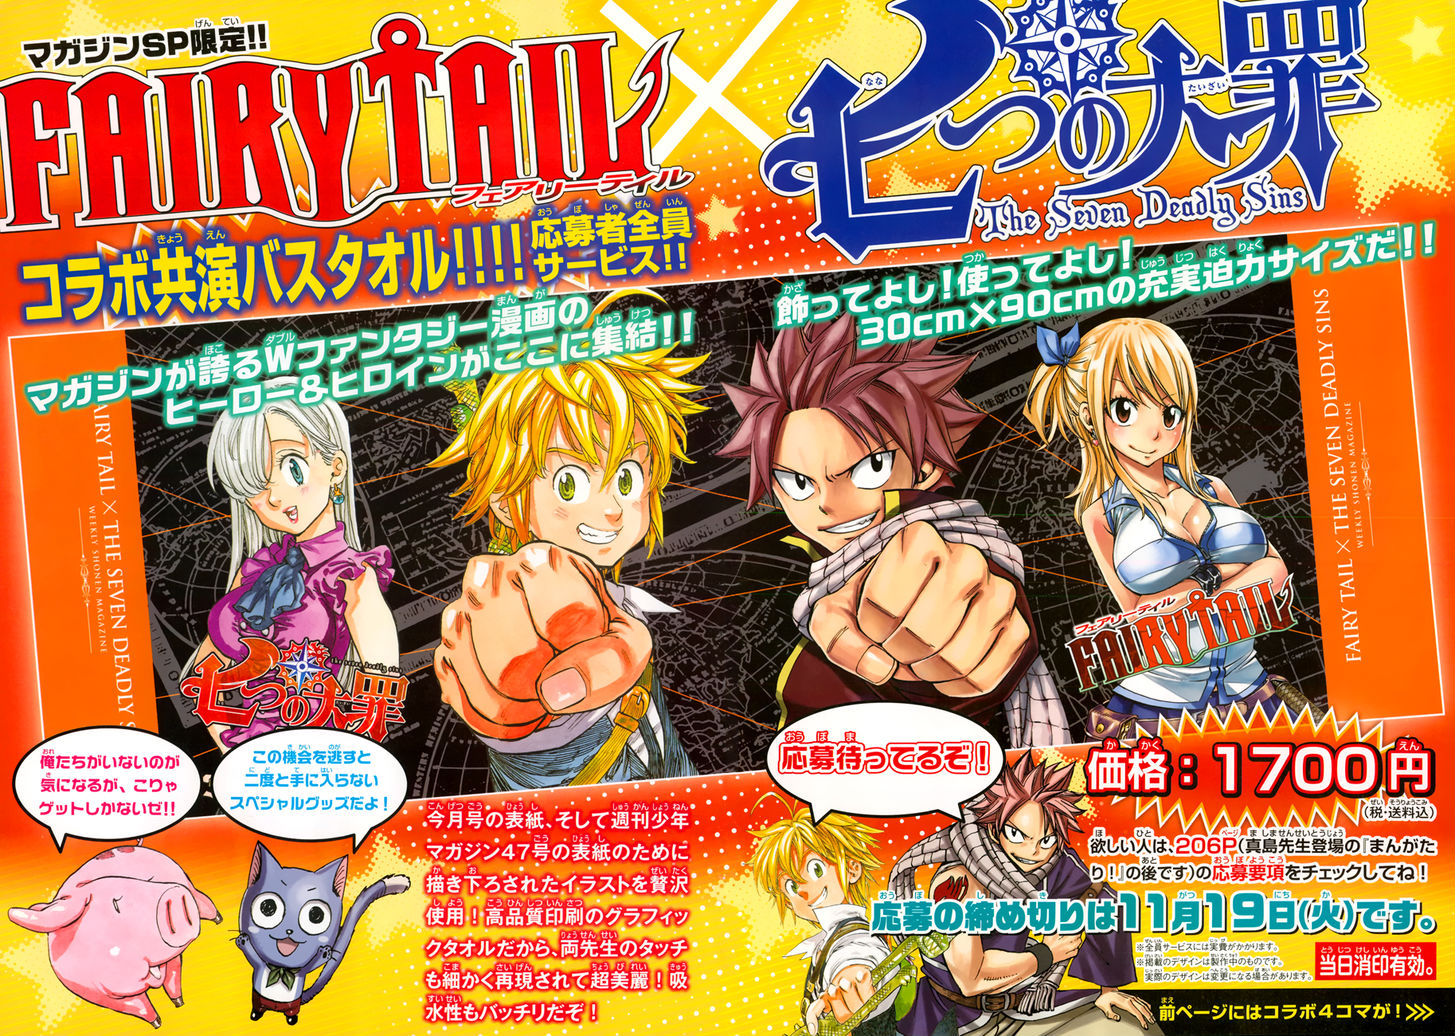 マガジンSP限定!!
FAIRY TAIL
フェアリーテイル
×
七つの大罪
The Seven Deadly Sins
コラボ共演バスタオル!!!!
応募者全員
サービス!!
マガジンが誇るWファンタジー漫画の
ヒーロー&ヒロインがここに集結!!
飾ってよし!使ってよし!
30cm×90cmの充実迫力サイズだ!!
FAIRY TAIL × THE SEVEN DEADLY S
WEEKLY SHONEN MAGAZINE
FAIRY TAIL × THE SEVEN DEADLY SINS
WEEKLY SHONEN MAGAZINE
the seven deadly sins
七つの大罪
フェアリーテイル
FAIRY TAIL
俺たちがいないのが
気になるが、こりゃ
ゲットしかないぜ!!
この機会を逃すと
二度と手に入らない
スペシャルグッズだよ!
今月号の表紙、そして週刊少年
マガジン47号の表紙のために
描き下ろされたイラストを贅沢
使用!高品質印刷のグラフィッ
クタオルだから、両先生のタッチ
も細かく再現されて超美麗!吸
水性もバッチリだぞ!
応募待ってるぞ!
価格:1700円
(税・送料込)
欲しい人は、206P(真島先生登場の『まんがた
り!』の後です)の応募要項をチェックしてね!
応募の締め切りは11月19日(火)です。
※全員サービスには実費がかかります。
※掲載のデザインは製作中のものです。
実際のデザインは変更になる場合があります。
当日消印有効。
前ページにはコラボ4コマが!>>>